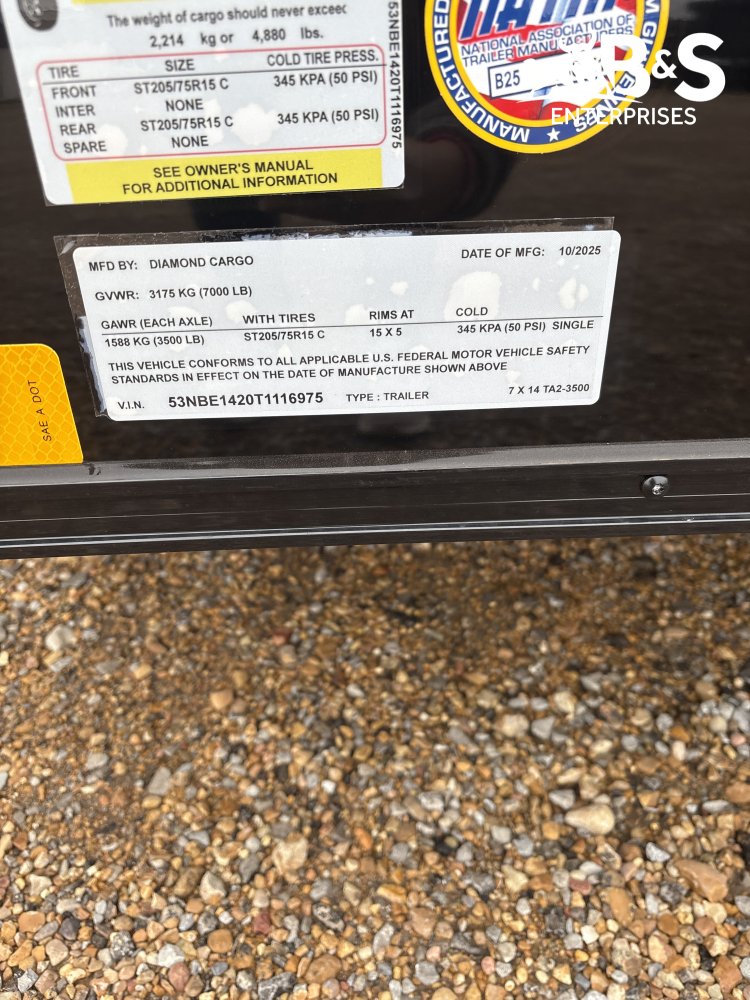 The weight of cargo should never exceed
2,214 kg or 4,880 lbs.
TIRE SIZE COLD TIRE PRESS.
FRONT ST205/75R15 C 345 KPA (50 PSI)
INTER NONE
REAR ST205/75R15 C 345 KPA (50 PSI)
SPARE NONE
SEE OWNER'S MANUAL
FOR ADDITIONAL INFORMATION
53NBE1420T1116975
MANUFACTURED
NATM
NATIONAL ASSOCIATION OF
TRAILER MANUFACTURERS
B25
B&S
ENTERPRISES
MFD BY: DIAMOND CARGO DATE OF MFG: 10/2025
GVWR: 3175 KG (7000 LB)
GAWR (EACH AXLE) WITH TIRES RIMS AT COLD
1588 KG (3500 LB) ST205/75R15 C 15 X 5 345 KPA (50 PSI) SINGLE
THIS VEHICLE CONFORMS TO ALL APPLICABLE U.S. FEDERAL MOTOR VEHICLE SAFETY
STANDARDS IN EFFECT ON THE DATE OF MANUFACTURE SHOWN ABOVE
V.I.N. 53NBE1420T1116975 TYPE : TRAILER 7 X 14 TA2-3500
SAE A DOT